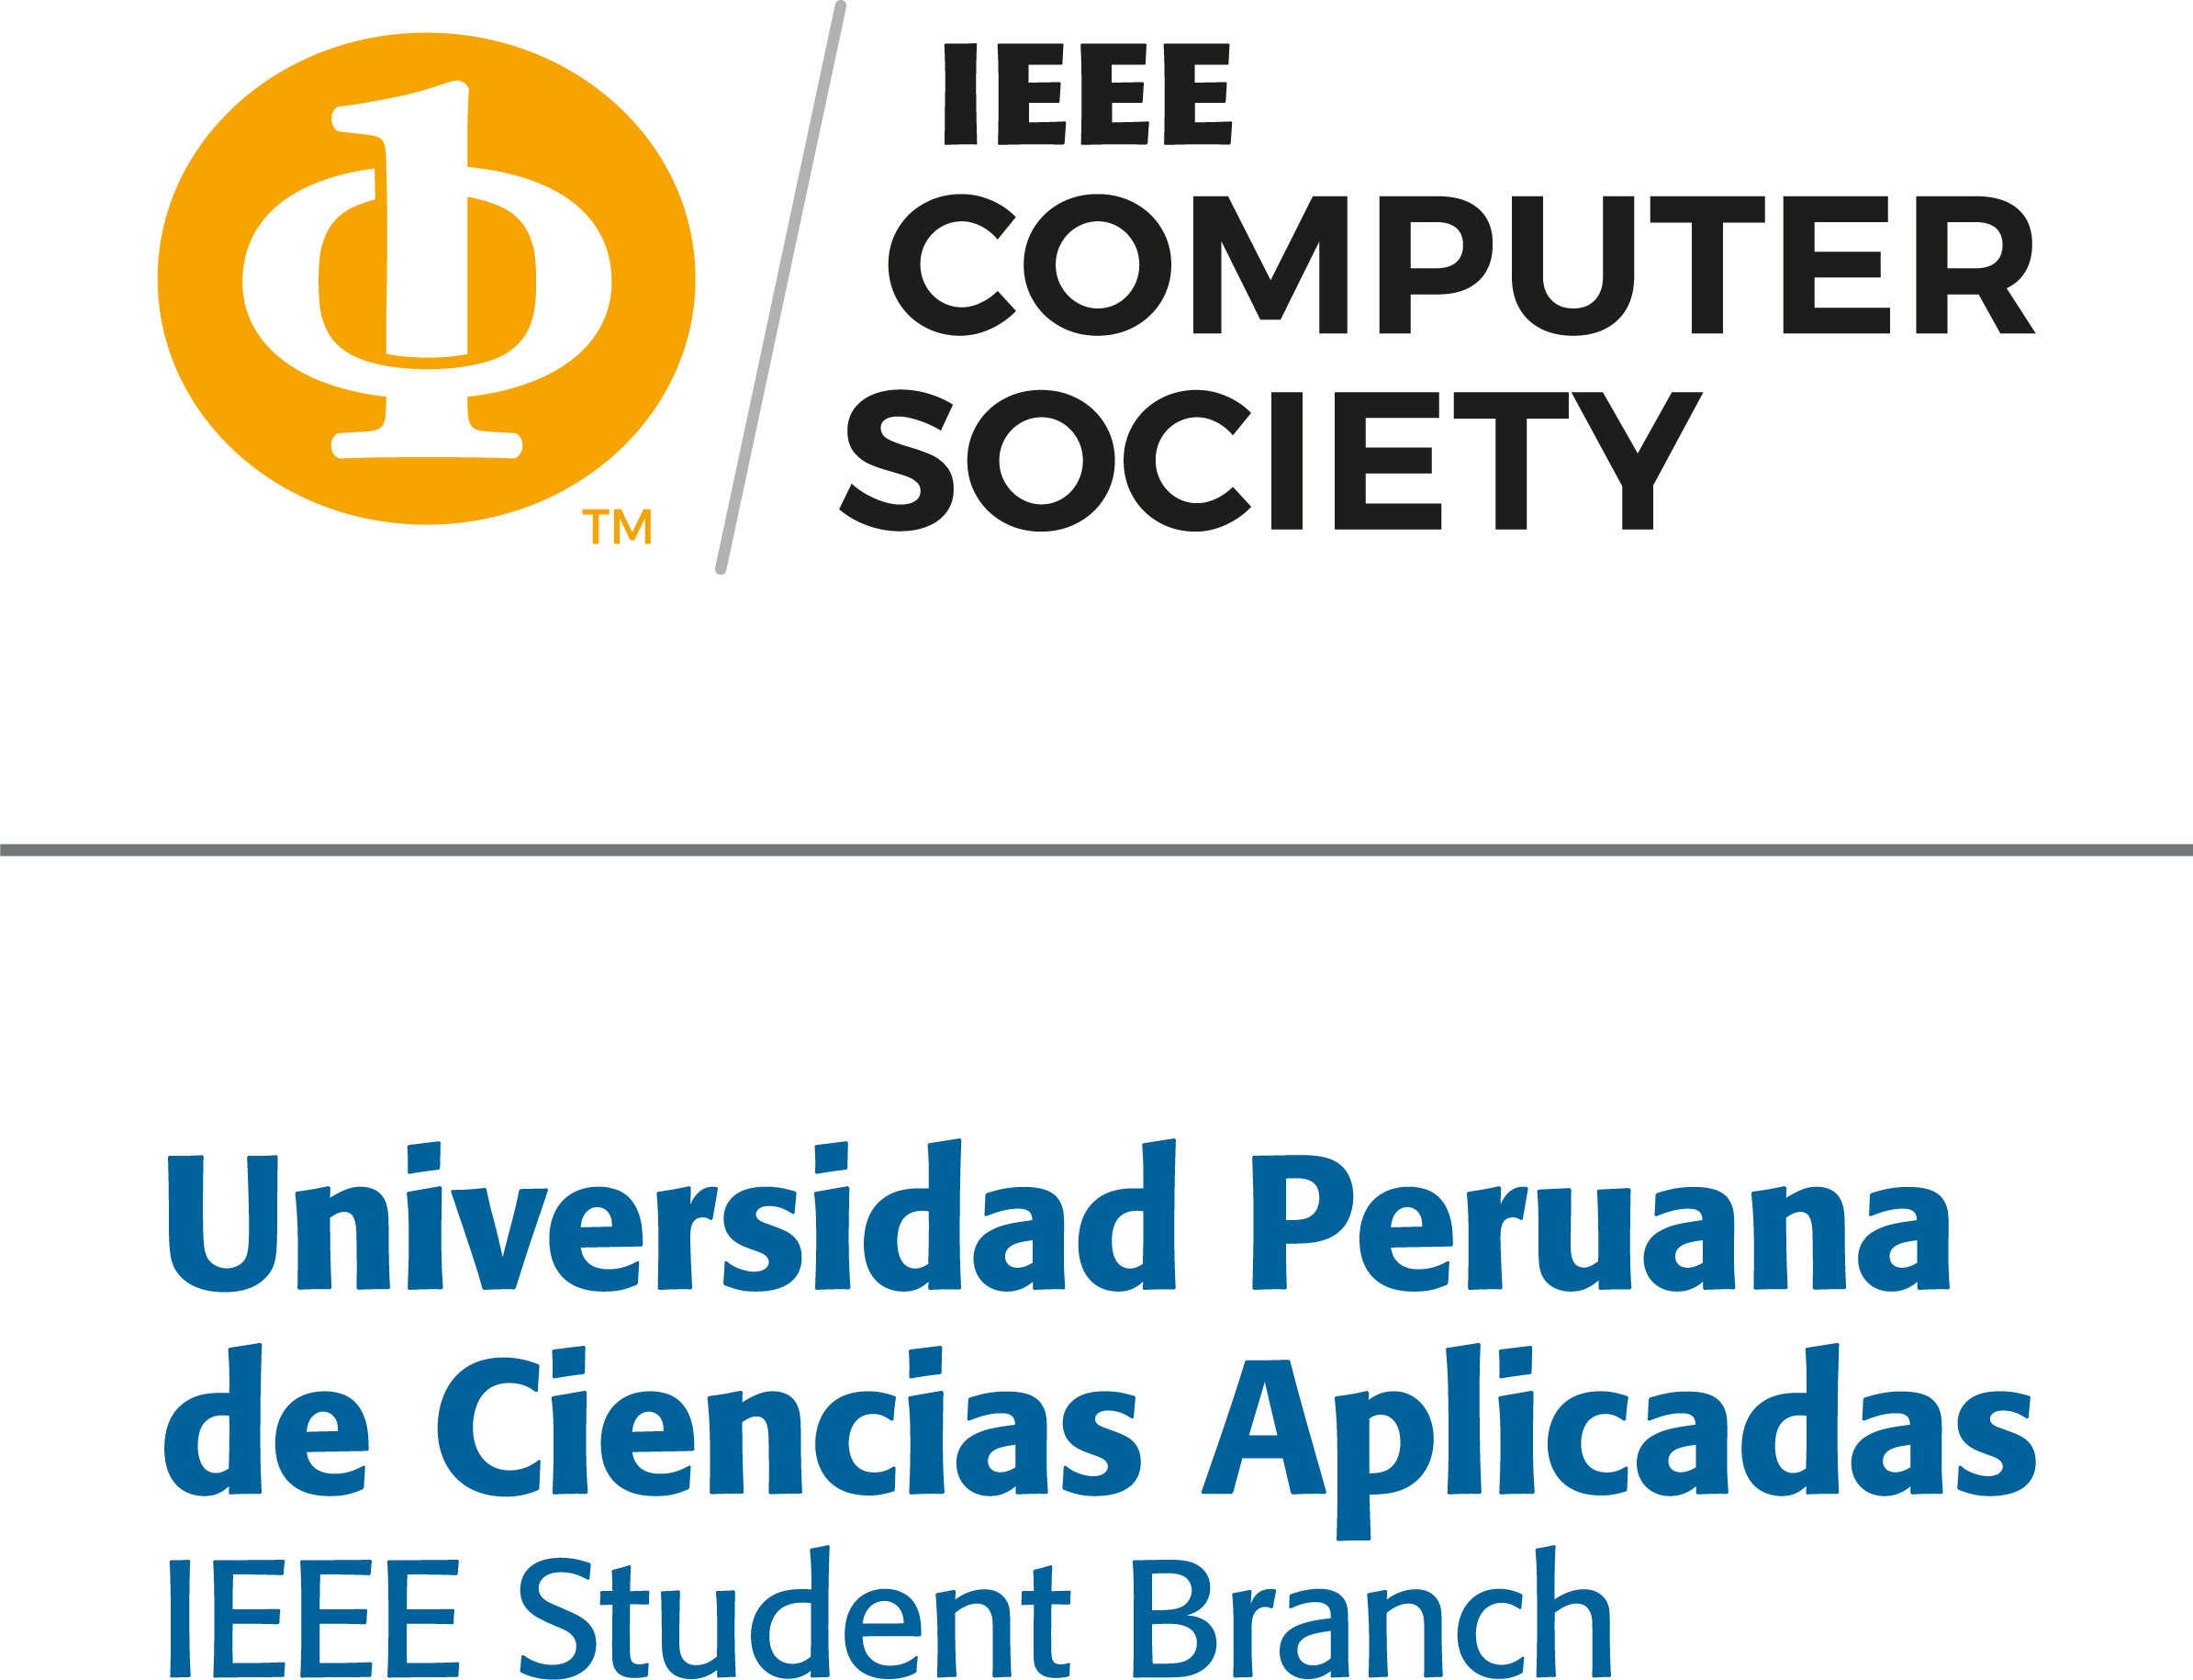 IEEE
COMPUTER
SOCIETY
TM
Universidad Peruana
de Ciencias Aplicadas
IEEE Student Branch